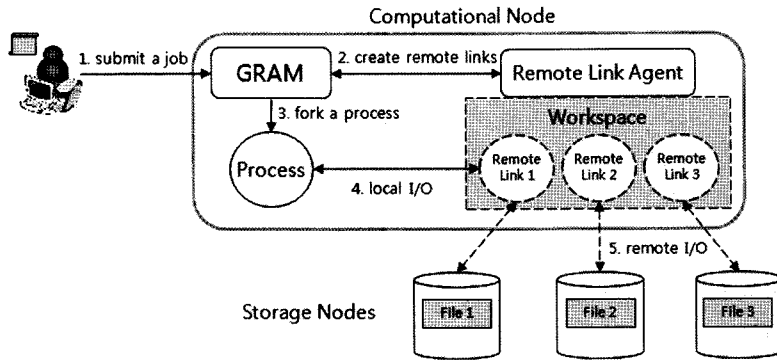 Computational Node
1. submit a job
GRAM
2. create remote links
Remote Link Agent
3. fork a process
Workspace
Process
4. local I/O
Remote Link 1
Remote Link 2
Remote Link 3
5. remote I/O
Storage Nodes
File 1
File 2
File 3